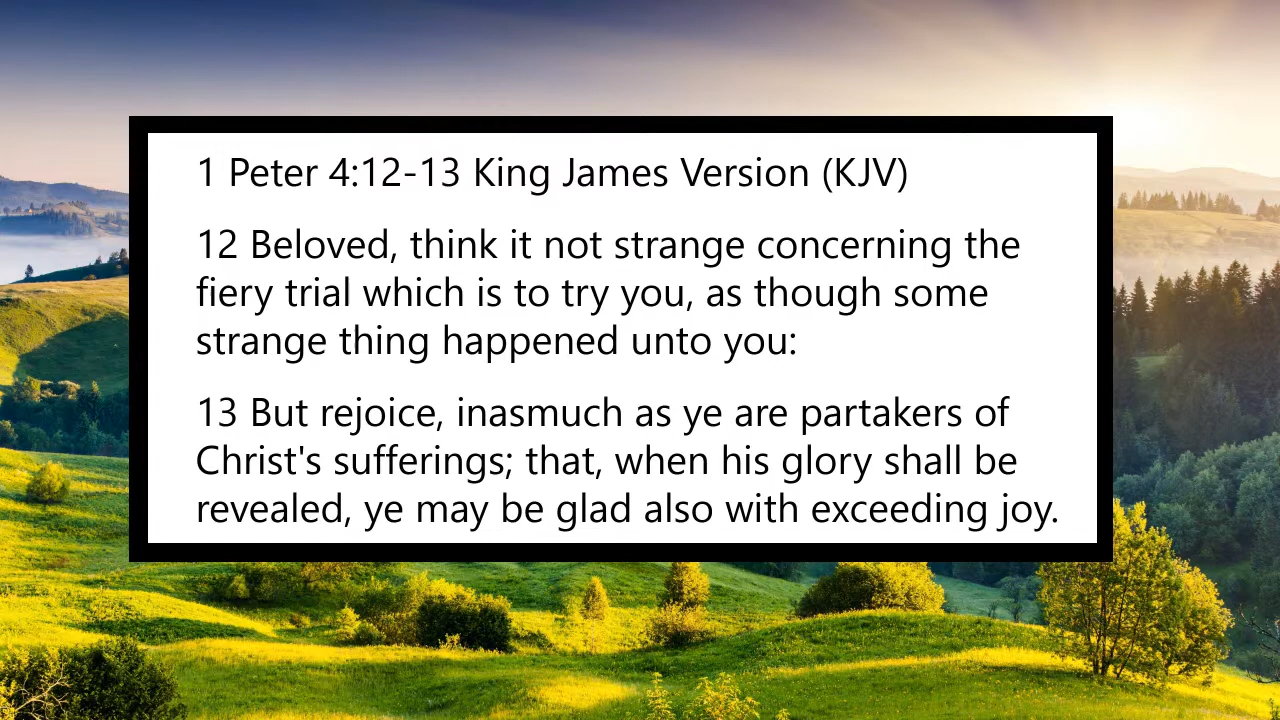 1 Peter 4:12-13 King James Version (KJV)
12 Beloved, think it not strange concerning the
fiery trial which is to try you, as though some
strange thing happened unto you:
13 But rejoice, inasmuch as ye are partakers of
Christ's sufferings; that, when his glory shall be
revealed, ye may be glad also with exceeding joy.